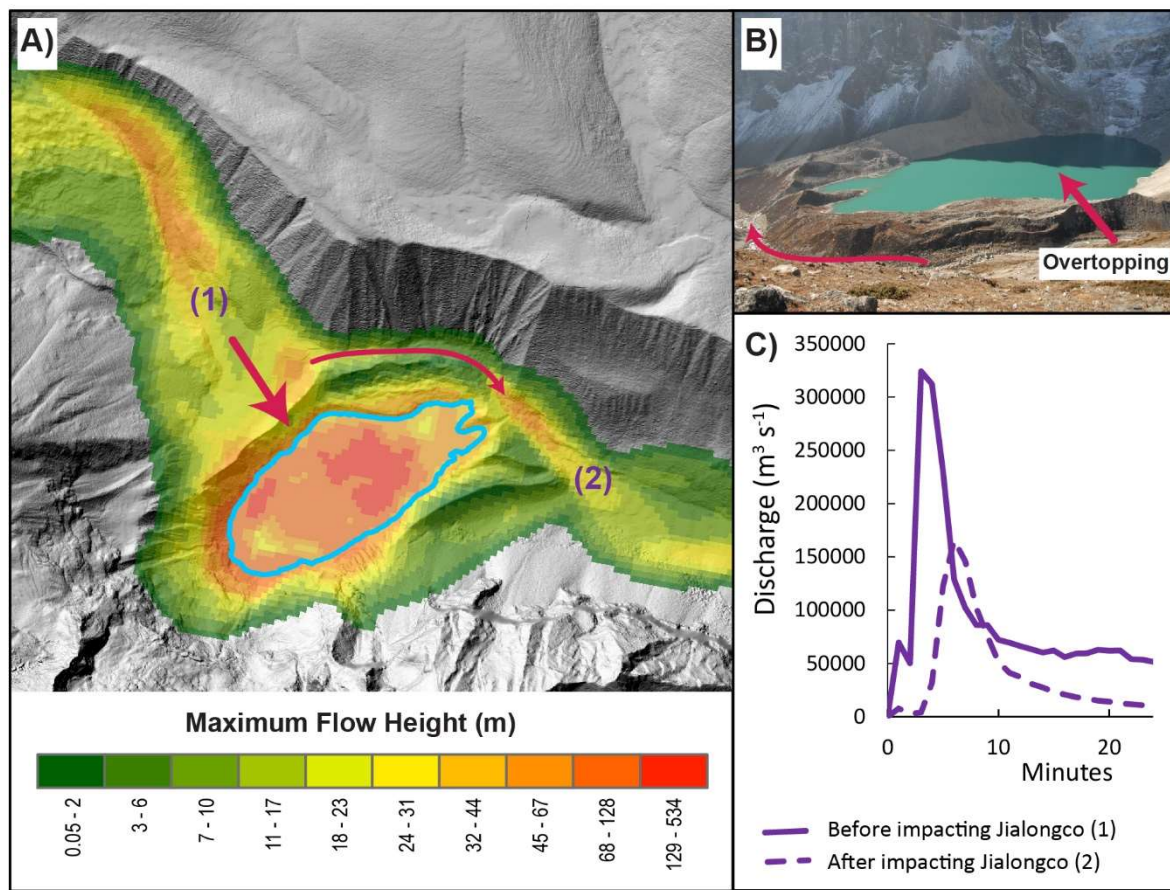 A)
(1)
(2)
Maximum Flow Height (m)
0.05 - 2
3 - 6
7 - 10
11 - 17
18 - 23
24 - 31
32 - 44
45 - 67
68 - 128
129 - 534
B)
Overtopping
C)
350000
300000
250000
200000
150000
100000
50000
0
Discharge (m³ s⁻¹)
0 10 20
Minutes
Before impacting Jialongco (1)
After impacting Jialongco (2)